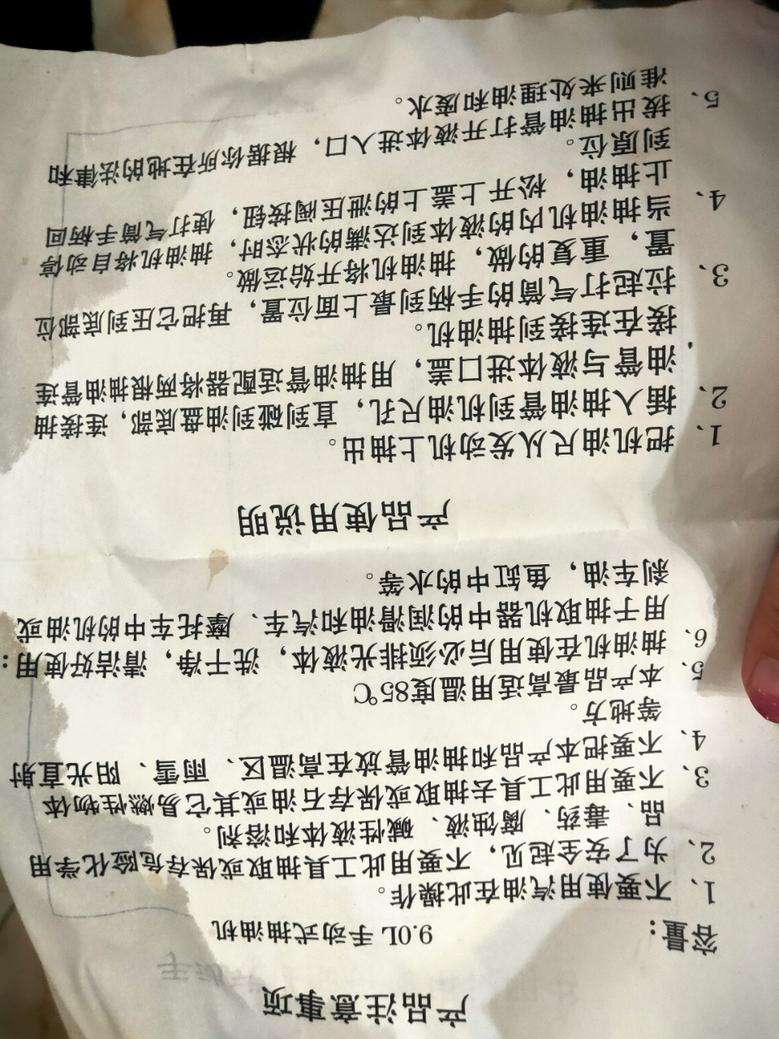 产品注意事项
容量： 9.0L 手动式抽油机
1、不要使用汽油在此操作。
2、为了安全起见，不要用此工具抽取或保存危险化学用
品、毒药、腐蚀液、碱性液体和溶剂。
3、不要用此工具去抽取或保存石油或其它易燃性物体
4、不要把本产品和抽油管放在高温区、雨雪、阳光直射
等地方。
5、本产品最高适用温度85℃
6、抽油机在使用后必须排光液体，洗干净，清洁好使用：
用于抽取机器中的润滑油和汽车、摩托车中的机油或
刹车油，鱼缸中的水等。
产品使用说明
1、把机油尺从发动机上抽出。
2、插入抽油管到机油尺孔，直到碰到油盘底部，连接抽
油管与液体进口盖，用抽油管适配器将两根抽油管连
接在连接到抽油机。
3、拉起打气筒的手柄到最上面位置，再把它压到底部位
置，重复的做，抽油机将开始运做。
4、当抽油机内的液体到达满的状态时，抽油机将自动停
止抽油，松开上盖上的泄压阀按钮，使打气筒手柄回
到原位。
5、拨出抽油管打开液体进入口，根据你所在地的法律和
准则来处理油和废水。